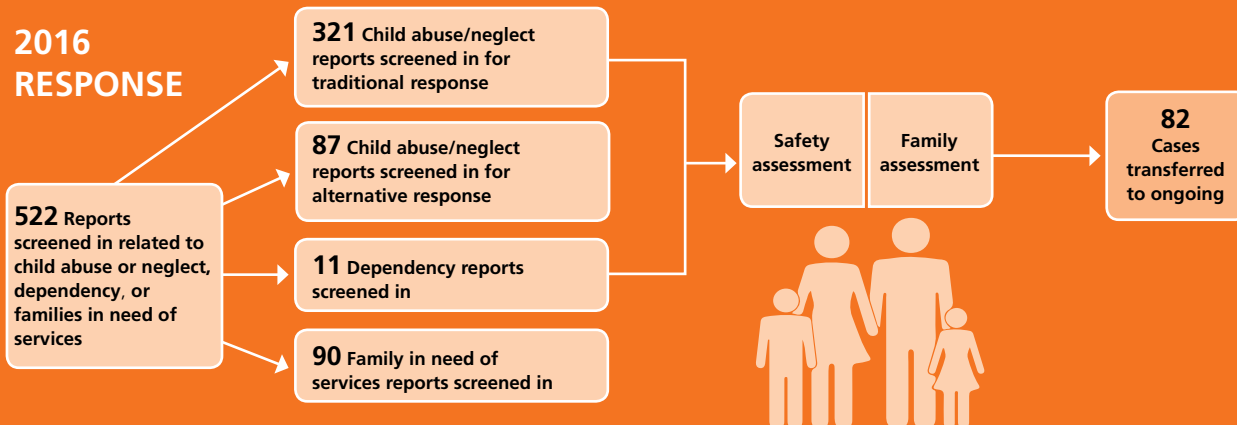 2016
RESPONSE
522 Reports
screened in related to
child abuse or neglect,
dependency, or
families in need of
services
321 Child abuse/neglect
reports screened in for
traditional response
87 Child abuse/neglect
reports screened in for
alternative response
11 Dependency reports
screened in
90 Family in need of
services reports screened in
Safety
assessment
Family
assessment
82
Cases
transferred
to ongoing